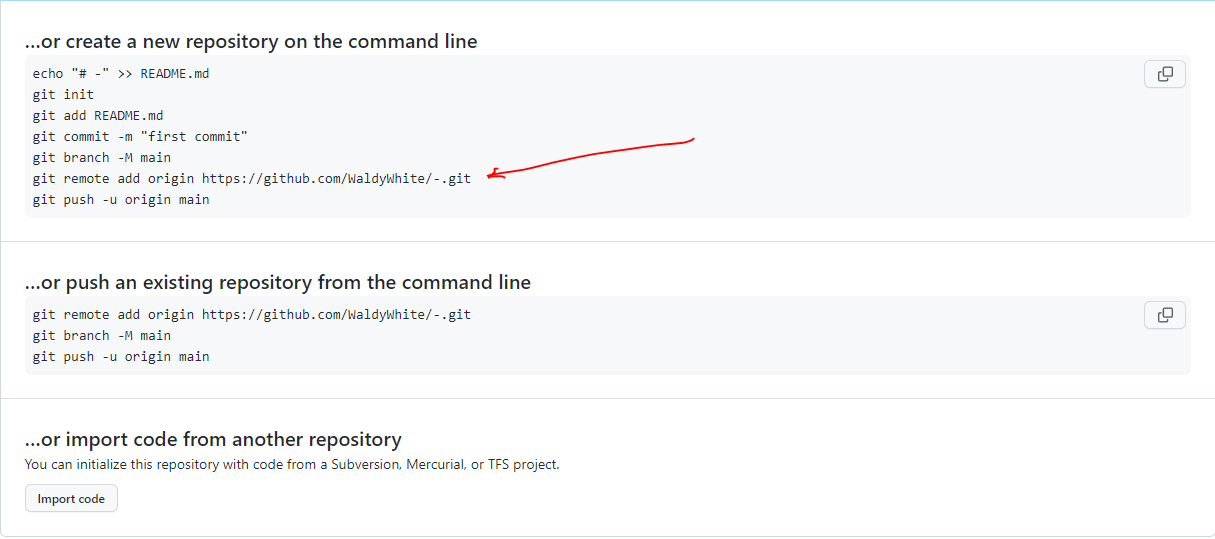 ...or create a new repository on the command line
echo "# -" >> README.md
git init
git add README.md
git commit -m "first commit"
git branch -M main
git remote add origin https://github.com/WaldyWhite/-.git
git push -u origin main
...or push an existing repository from the command line
git remote add origin https://github.com/WaldyWhite/-.git
git branch -M main
git push -u origin main
...or import code from another repository
You can initialize this repository with code from a Subversion, Mercurial, or TFS project.
Import code